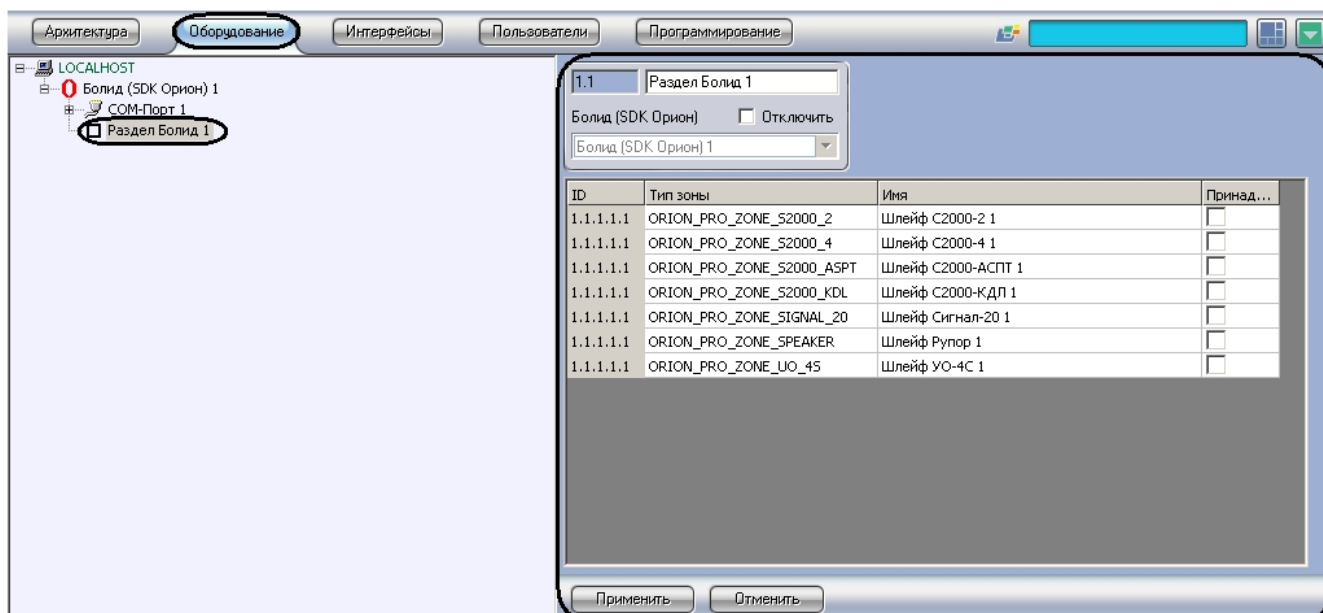 Архитектура Оборудование Интерфейсы Пользователи Программирование
LOCALHOST
Болид (SDK Орион) 1
COM-Порт 1
Раздел Болид 1
1.1 Раздел Болид 1
Болид (SDK Орион) Отключить
Болид (SDK Орион) 1
ID Тип зоны Имя Принад...
1.1.1.1.1 ORION_PRO_ZONE_S2000_2 Шлейф С2000-2 1
1.1.1.1.1 ORION_PRO_ZONE_S2000_4 Шлейф С2000-4 1
1.1.1.1.1 ORION_PRO_ZONE_S2000_ASPT Шлейф С2000-АСПТ 1
1.1.1.1.1 ORION_PRO_ZONE_S2000_KDL Шлейф С2000-КДЛ 1
1.1.1.1.1 ORION_PRO_ZONE_SIGNAL_20 Шлейф Сигнал-20 1
1.1.1.1.1 ORION_PRO_ZONE_SPEAKER Шлейф Рупор 1
1.1.1.1.1 ORION_PRO_ZONE_UO_4S Шлейф УО-4С 1
Применить Отменить